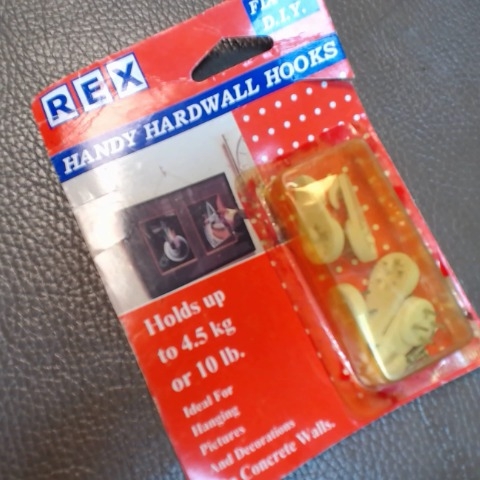 D.I.Y.
REX
HANDY HARDWALL HOOKS
Holds up
to 4.5 kg
or 10 lb.
Ideal For
Hanging
Pictures
And Decorations
Concrete Walls.